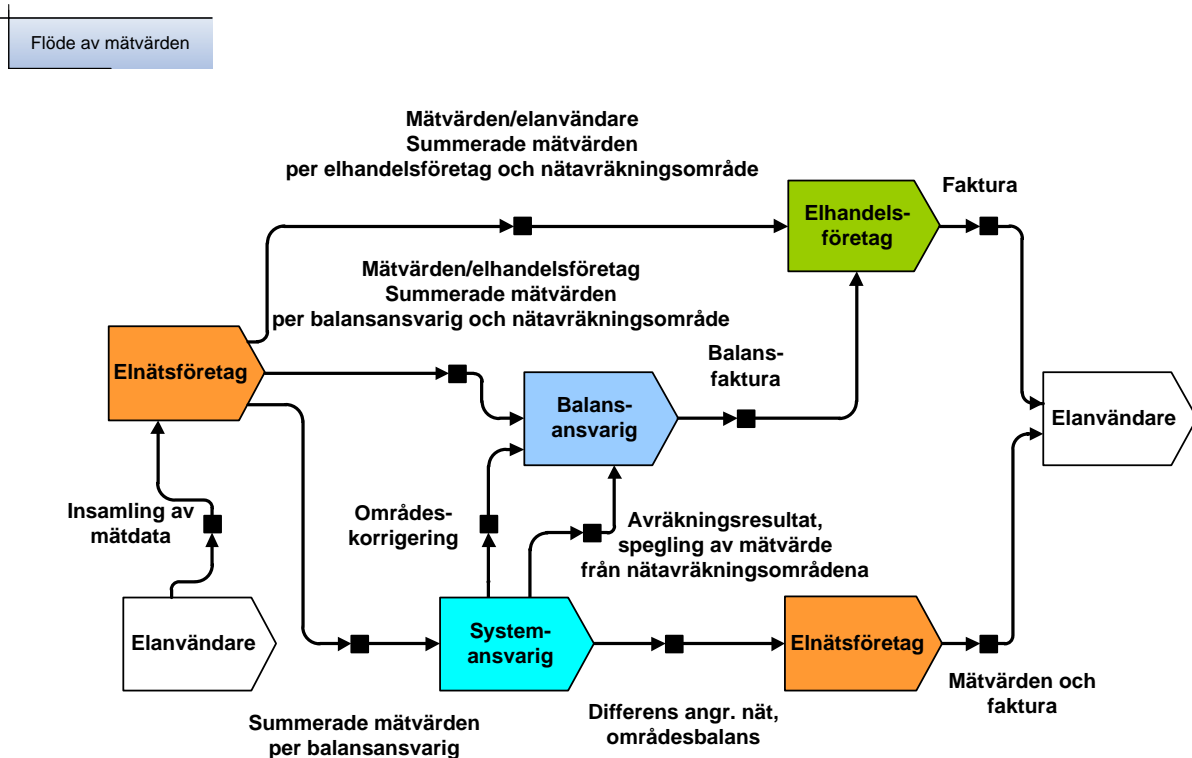 Flöde av mätvärden
Mätvärden/elanvändare
Summerade mätvärden
per elhandelsföretag och nätavräkningsområde
Elhandels-
företag
Faktura
Mätvärden/elhandelsföretag
Summerade mätvärden
per balansansvarig och nätavräkningsområde
Elnätsföretag
Balans-
faktura
Balans-
ansvarig
Elanvändare
Insamling av
mätdata
Områdes-
korrigering
Avräkningsresultat,
spegling av mätvärde
från nätavräkningsområdena
Elanvändare
System-
ansvarig
Elnätsföretag
Mätvärden och
faktura
Summerade mätvärden
per balansansvarig
Differens angr. nät,
områdesbalans